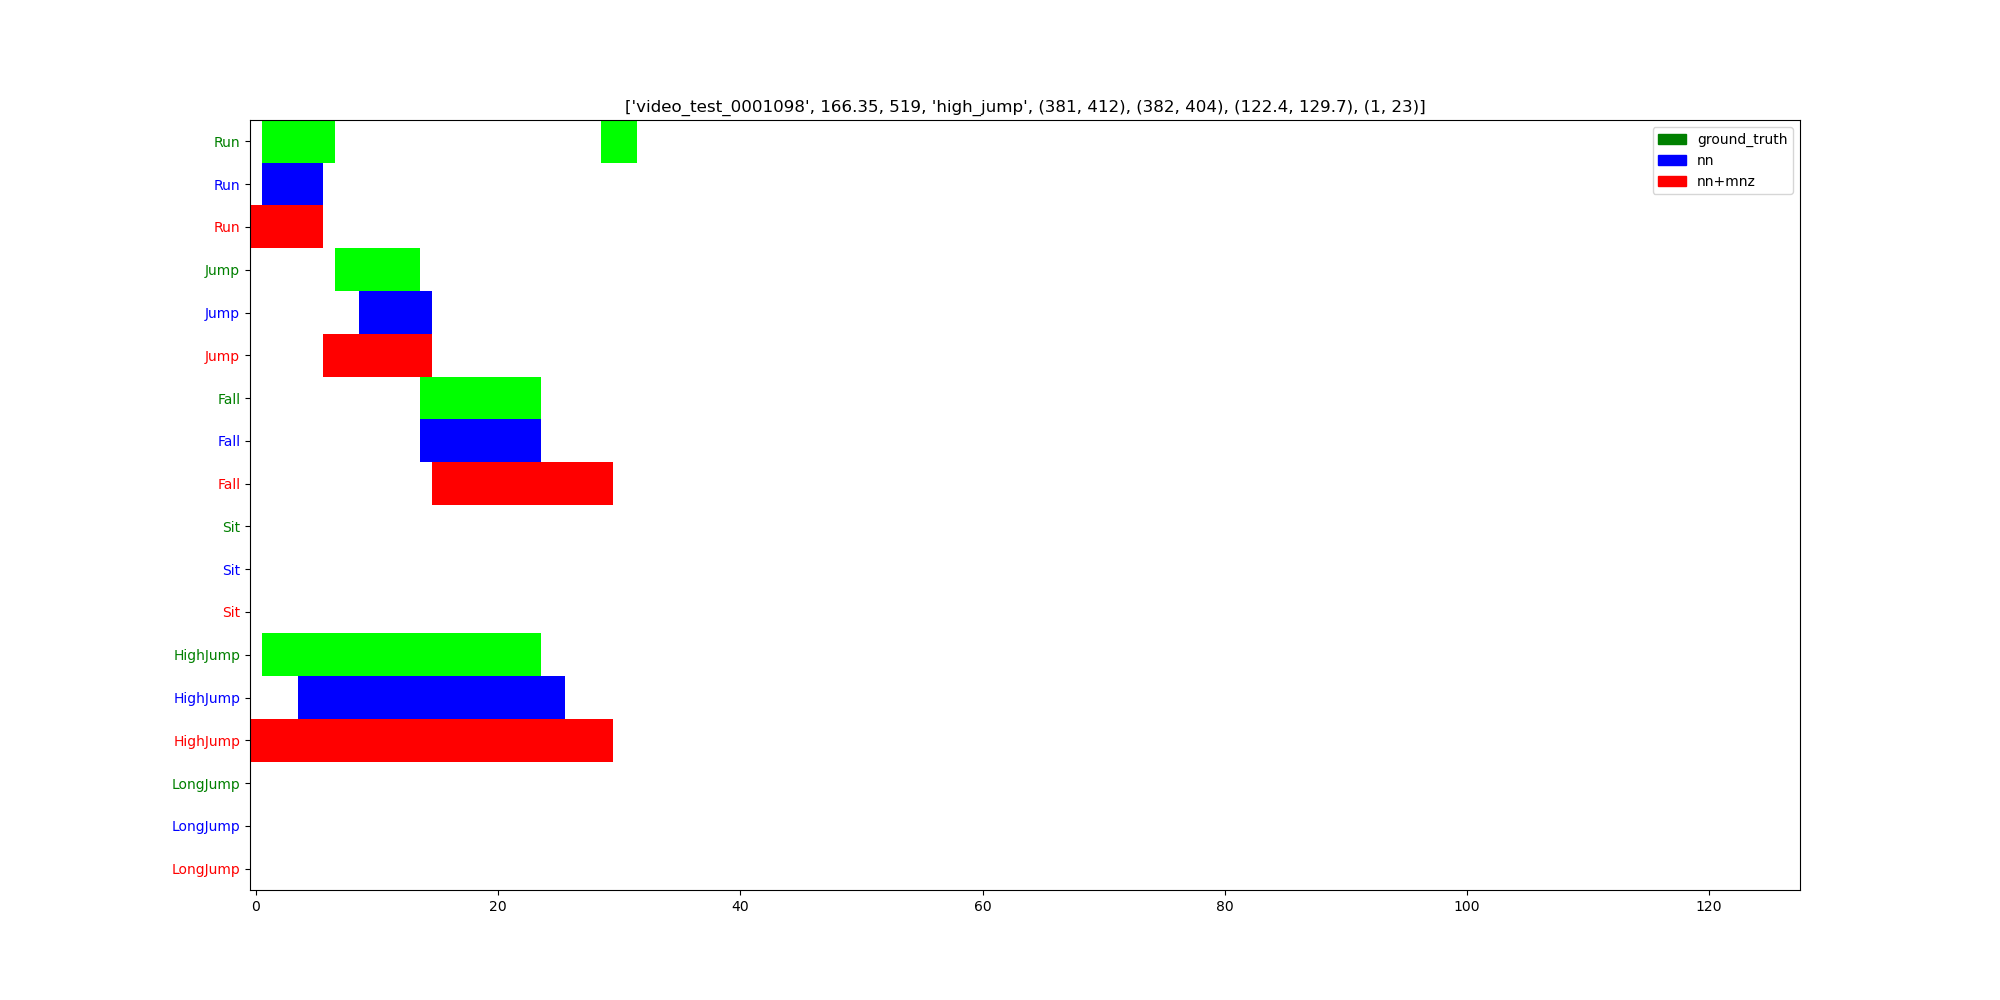 ['video_test_0001098', 166.35, 519, 'high_jump', (381, 412), (382, 404), (122.4, 129.7), (1, 23)]
ground_truth
nn
nn+mnz
Run
Run
Run
Jump
Jump
Jump
Fall
Fall
Fall
Sit
Sit
Sit
HighJump
HighJump
HighJump
LongJump
LongJump
LongJump
0 20 40 60 80 100 120